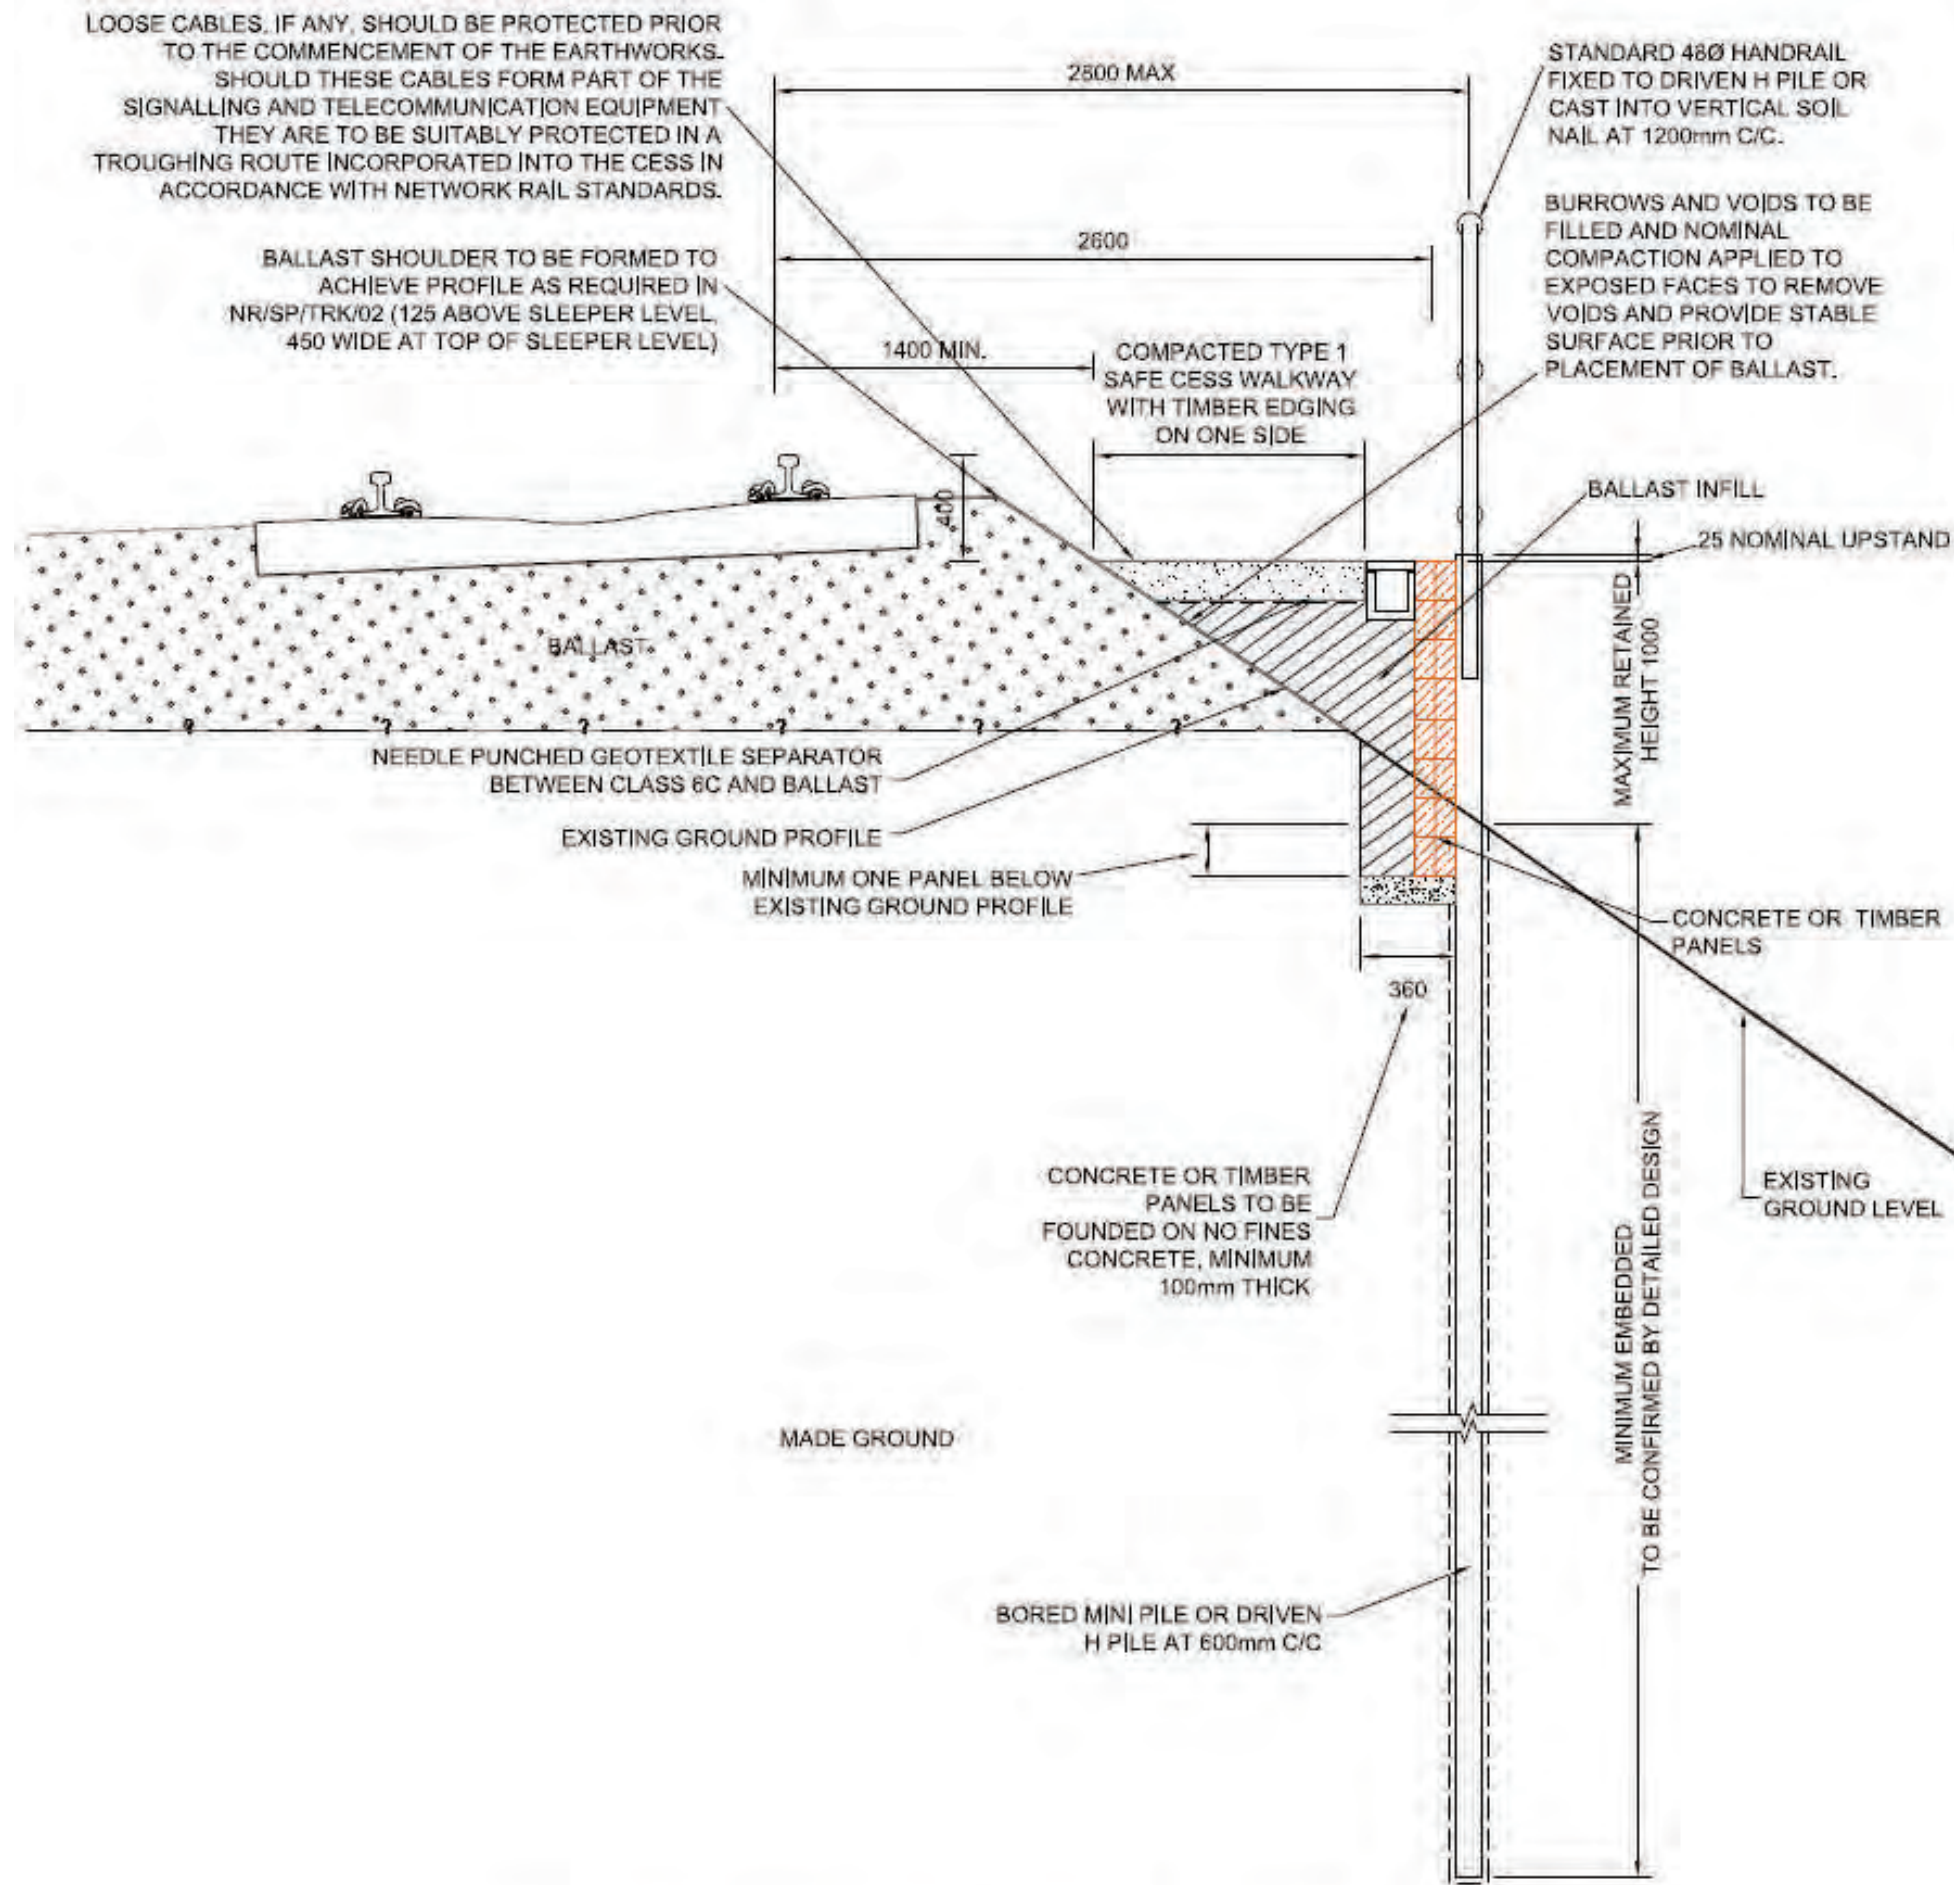 LOOSE CABLES, IF ANY, SHOULD BE PROTECTED PRIOR
TO THE COMMENCEMENT OF THE EARTHWORKS.
SHOULD THESE CABLES FORM PART OF THE
SIGNALLING AND TELECOMMUNICATION EQUIPMENT
THEY ARE TO BE SUITABLY PROTECTED IN A
TROUGHING ROUTE INCORPORATED INTO THE CESS IN
ACCORDANCE WITH NETWORK RAIL STANDARDS.
BALLAST SHOULDER TO BE FORMED TO
ACHIEVE PROFILE AS REQUIRED IN
NR/SP/TRK/02 (125 ABOVE SLEEPER LEVEL,
450 WIDE AT TOP OF SLEEPER LEVEL)
2800 MAX
2600
1400 MIN.
COMPACTED TYPE 1
SAFE CESS WALKWAY
WITH TIMBER EDGING
ON ONE SIDE
STANDARD 48Ø HANDRAIL
FIXED TO DRIVEN H PILE OR
CAST INTO VERTICAL SOIL
NAIL AT 1200mm C/C.
BURROWS AND VOIDS TO BE
FILLED AND NOMINAL
COMPACTION APPLIED TO
EXPOSED FACES TO REMOVE
VOIDS AND PROVIDE STABLE
SURFACE PRIOR TO
PLACEMENT OF BALLAST.
400
BALLAST INFILL
25 NOMINAL UPSTAND
MAXIMUM RETAINED
HEIGHT 1000
BALLAST
NEEDLE PUNCHED GEOTEXTILE SEPARATOR
BETWEEN CLASS 6C AND BALLAST
EXISTING GROUND PROFILE
MINIMUM ONE PANEL BELOW
EXISTING GROUND PROFILE
CONCRETE OR TIMBER
PANELS
360
CONCRETE OR TIMBER
PANELS TO BE
FOUNDED ON NO FINES
CONCRETE, MINIMUM
100mm THICK
EXISTING
GROUND LEVEL
MINIMUM EMBEDDED
TO BE CONFIRMED BY DETAILED DESIGN
MADE GROUND
BORED MINI PILE OR DRIVEN
H PILE AT 600mm C/C